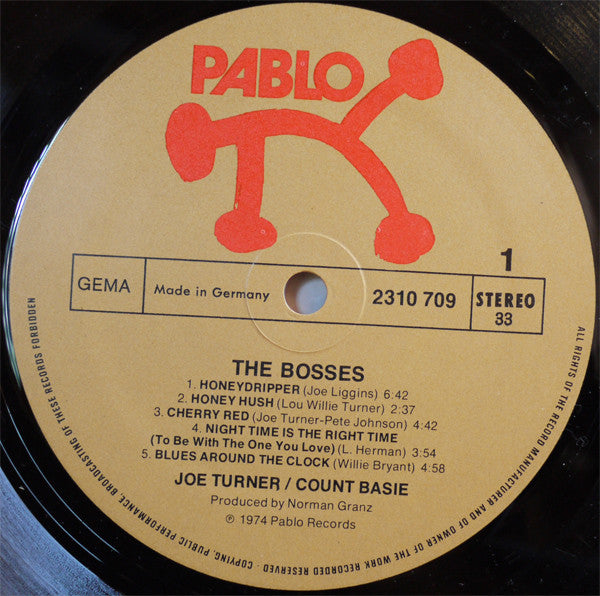 PABLO
1
GEMA
Made in Germany
2310 709
STEREO
33
THE BOSSES
1. HONEYDRIPPER (Joe Liggins) 6:42
2. HONEY HUSH (Lou Willie Turner) 2:37
3. CHERRY RED (Joe Turner-Pete Johnson) 4:42
4. NIGHT TIME IS THE RIGHT TIME
(To Be With The One You Love) (L. Herman) 3:54
5. BLUES AROUND THE CLOCK (Willie Bryant) 4:58
JOE TURNER / COUNT BASIE
Produced by Norman Granz
℗ 1974 Pablo Records
ALL RIGHTS OF THE RECORD MANUFACTURER AND OF OWNER OF THE WORK RECORDED RESERVED · COPYING, PUBLIC PERFORMANCE, BROADCASTING OF THESE RECORDS FORBIDDEN